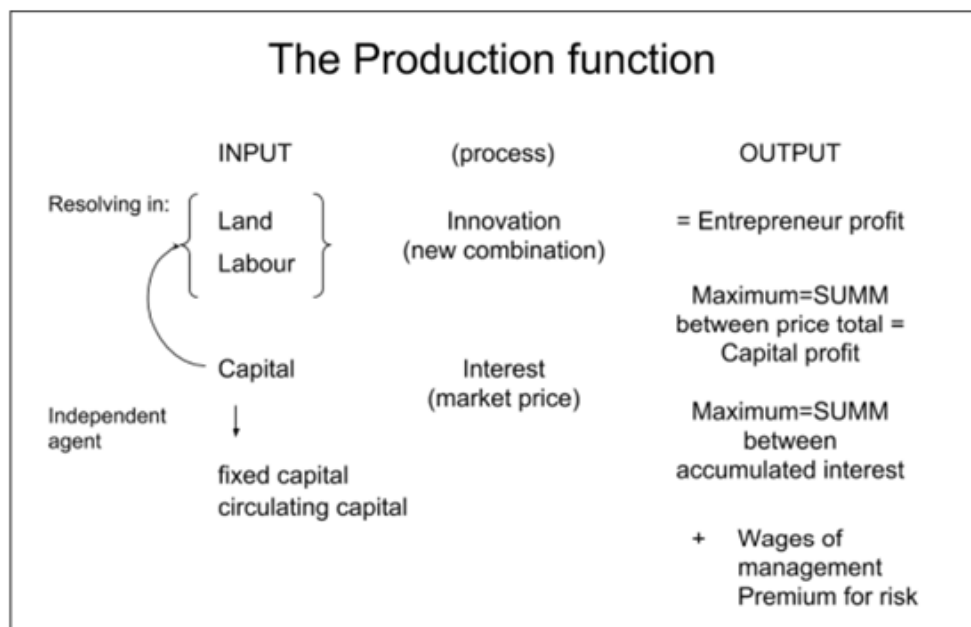 The Production function
INPUT
(process)
OUTPUT
Resolving in:
Land
Labour
Innovation
(new combination)
= Entrepreneur profit
Maximum=SUMM
between price total =
Capital profit
Capital
Interest
(market price)
Independent
agent
Maximum=SUMM
between
accumulated interest
fixed capital
circulating capital
+ Wages of
management
Premium for risk